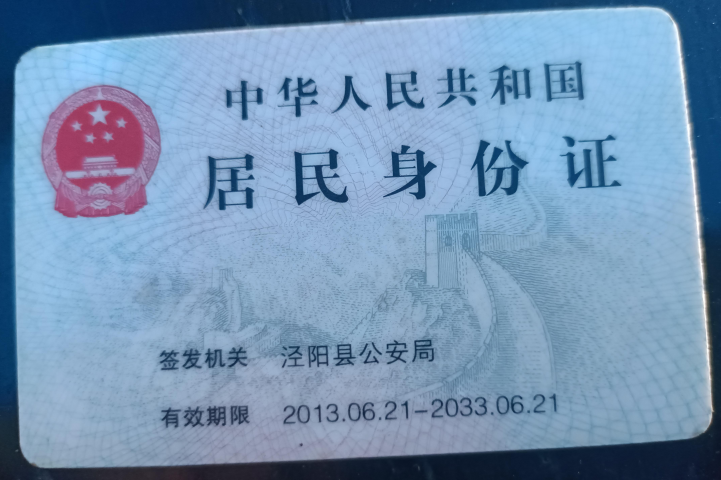 中华人民共和国
居民身份证
签发机关 泾阳县公安局
有效期限 2013.06.21-2033.06.21